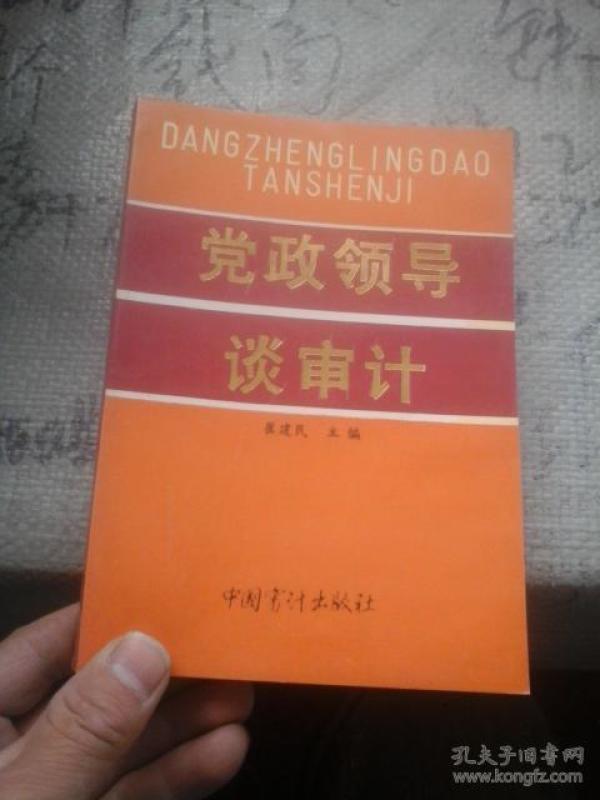 DANGZHENGLINGDAO
TANSHENJI
党政领导
谈审计
崔建民 主编
中国审计出版社
孔夫子旧书网
www.kongfz.com